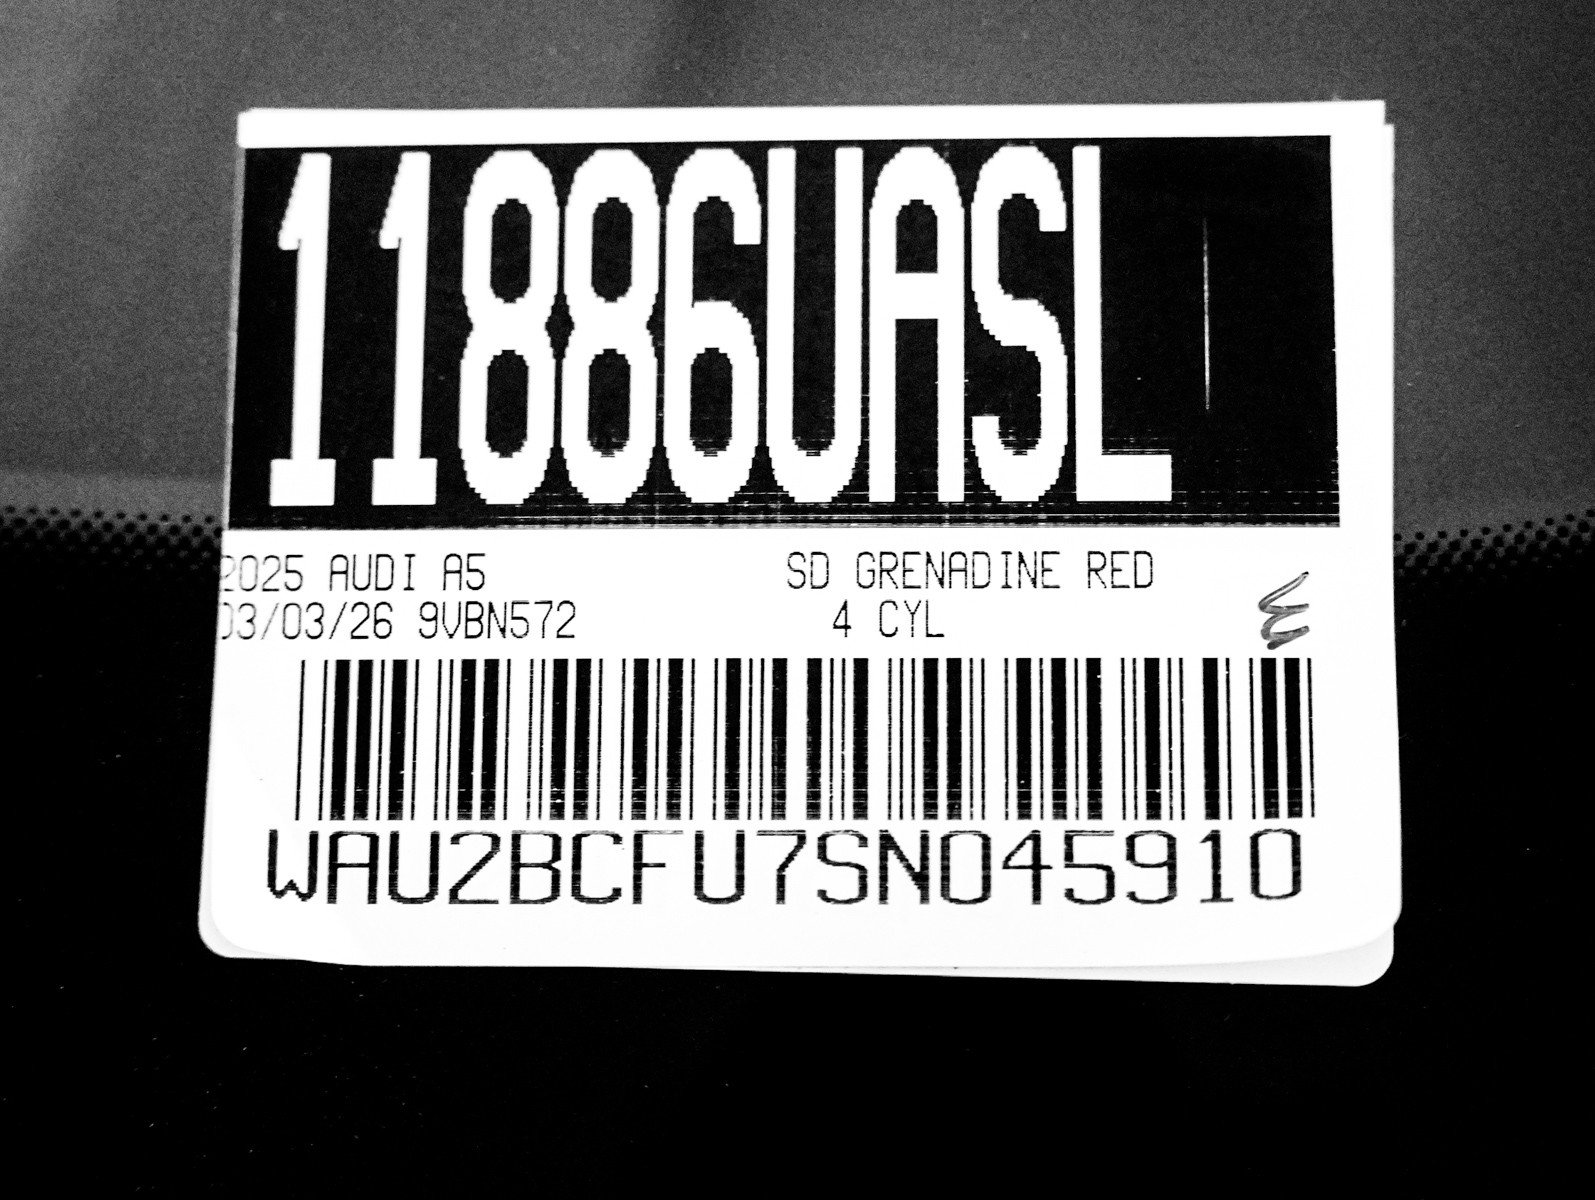 11886UASL
2025 AUDI A5 SD GRENADINE RED
03/03/26 9VBN572 4 CYL
WAU2BCFU7SN045910